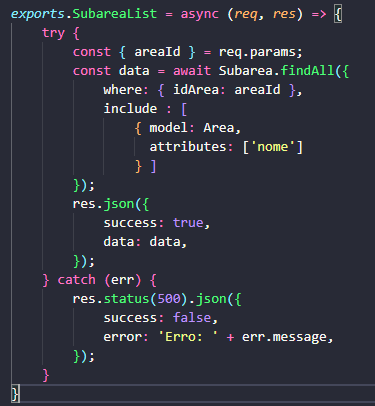 exports.SubareaList = async (req, res) => {
    try {
        const { areaId } = req.params;
        const data = await Subarea.findAll({
            where: { idArea: areaId },
            include : [
                { model: Area,
                  attributes: ['nome']
                } ]
        });
        res.json({
            success: true,
            data: data,
        });
    } catch (err) {
        res.status(500).json({
            success: false,
            error: 'Erro: ' + err.message,
        });
    }
}